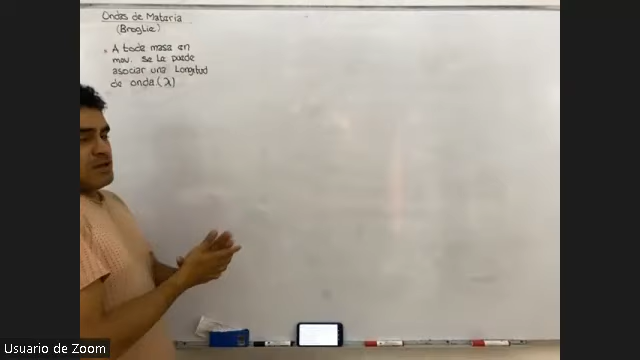 Ondas de Materia
(Broglie)
• A toda masa en
mov. se le puede
asociar una Longitud
de onda (λ)
Usuario de Zoom